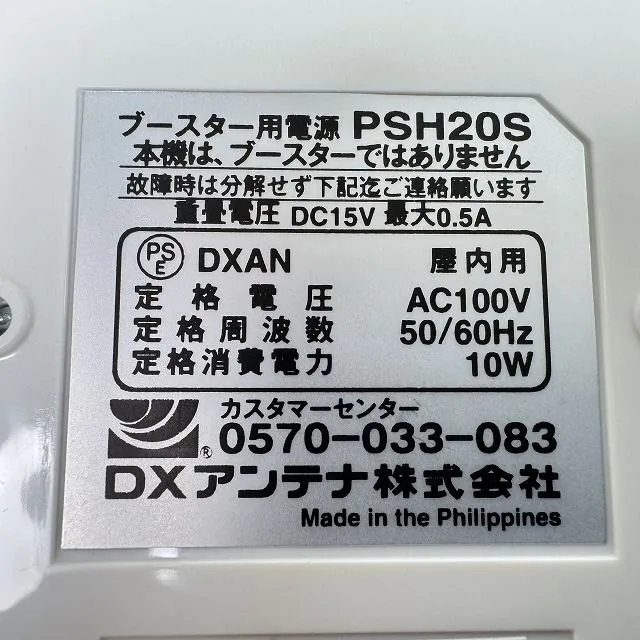 ブースター用電源 PSH20S
本機は、ブースターではありません
故障時は分解せず下記迄ご連絡願います
重畳電圧 DC15V 最大0.5A
PSE DXAN 屋内用
定格電圧 AC100V
定格周波数 50/60Hz
定格消費電力 10W
カスタマーセンター
® 0570-033-083
DXアンテナ株式会社
Made in the Philippines